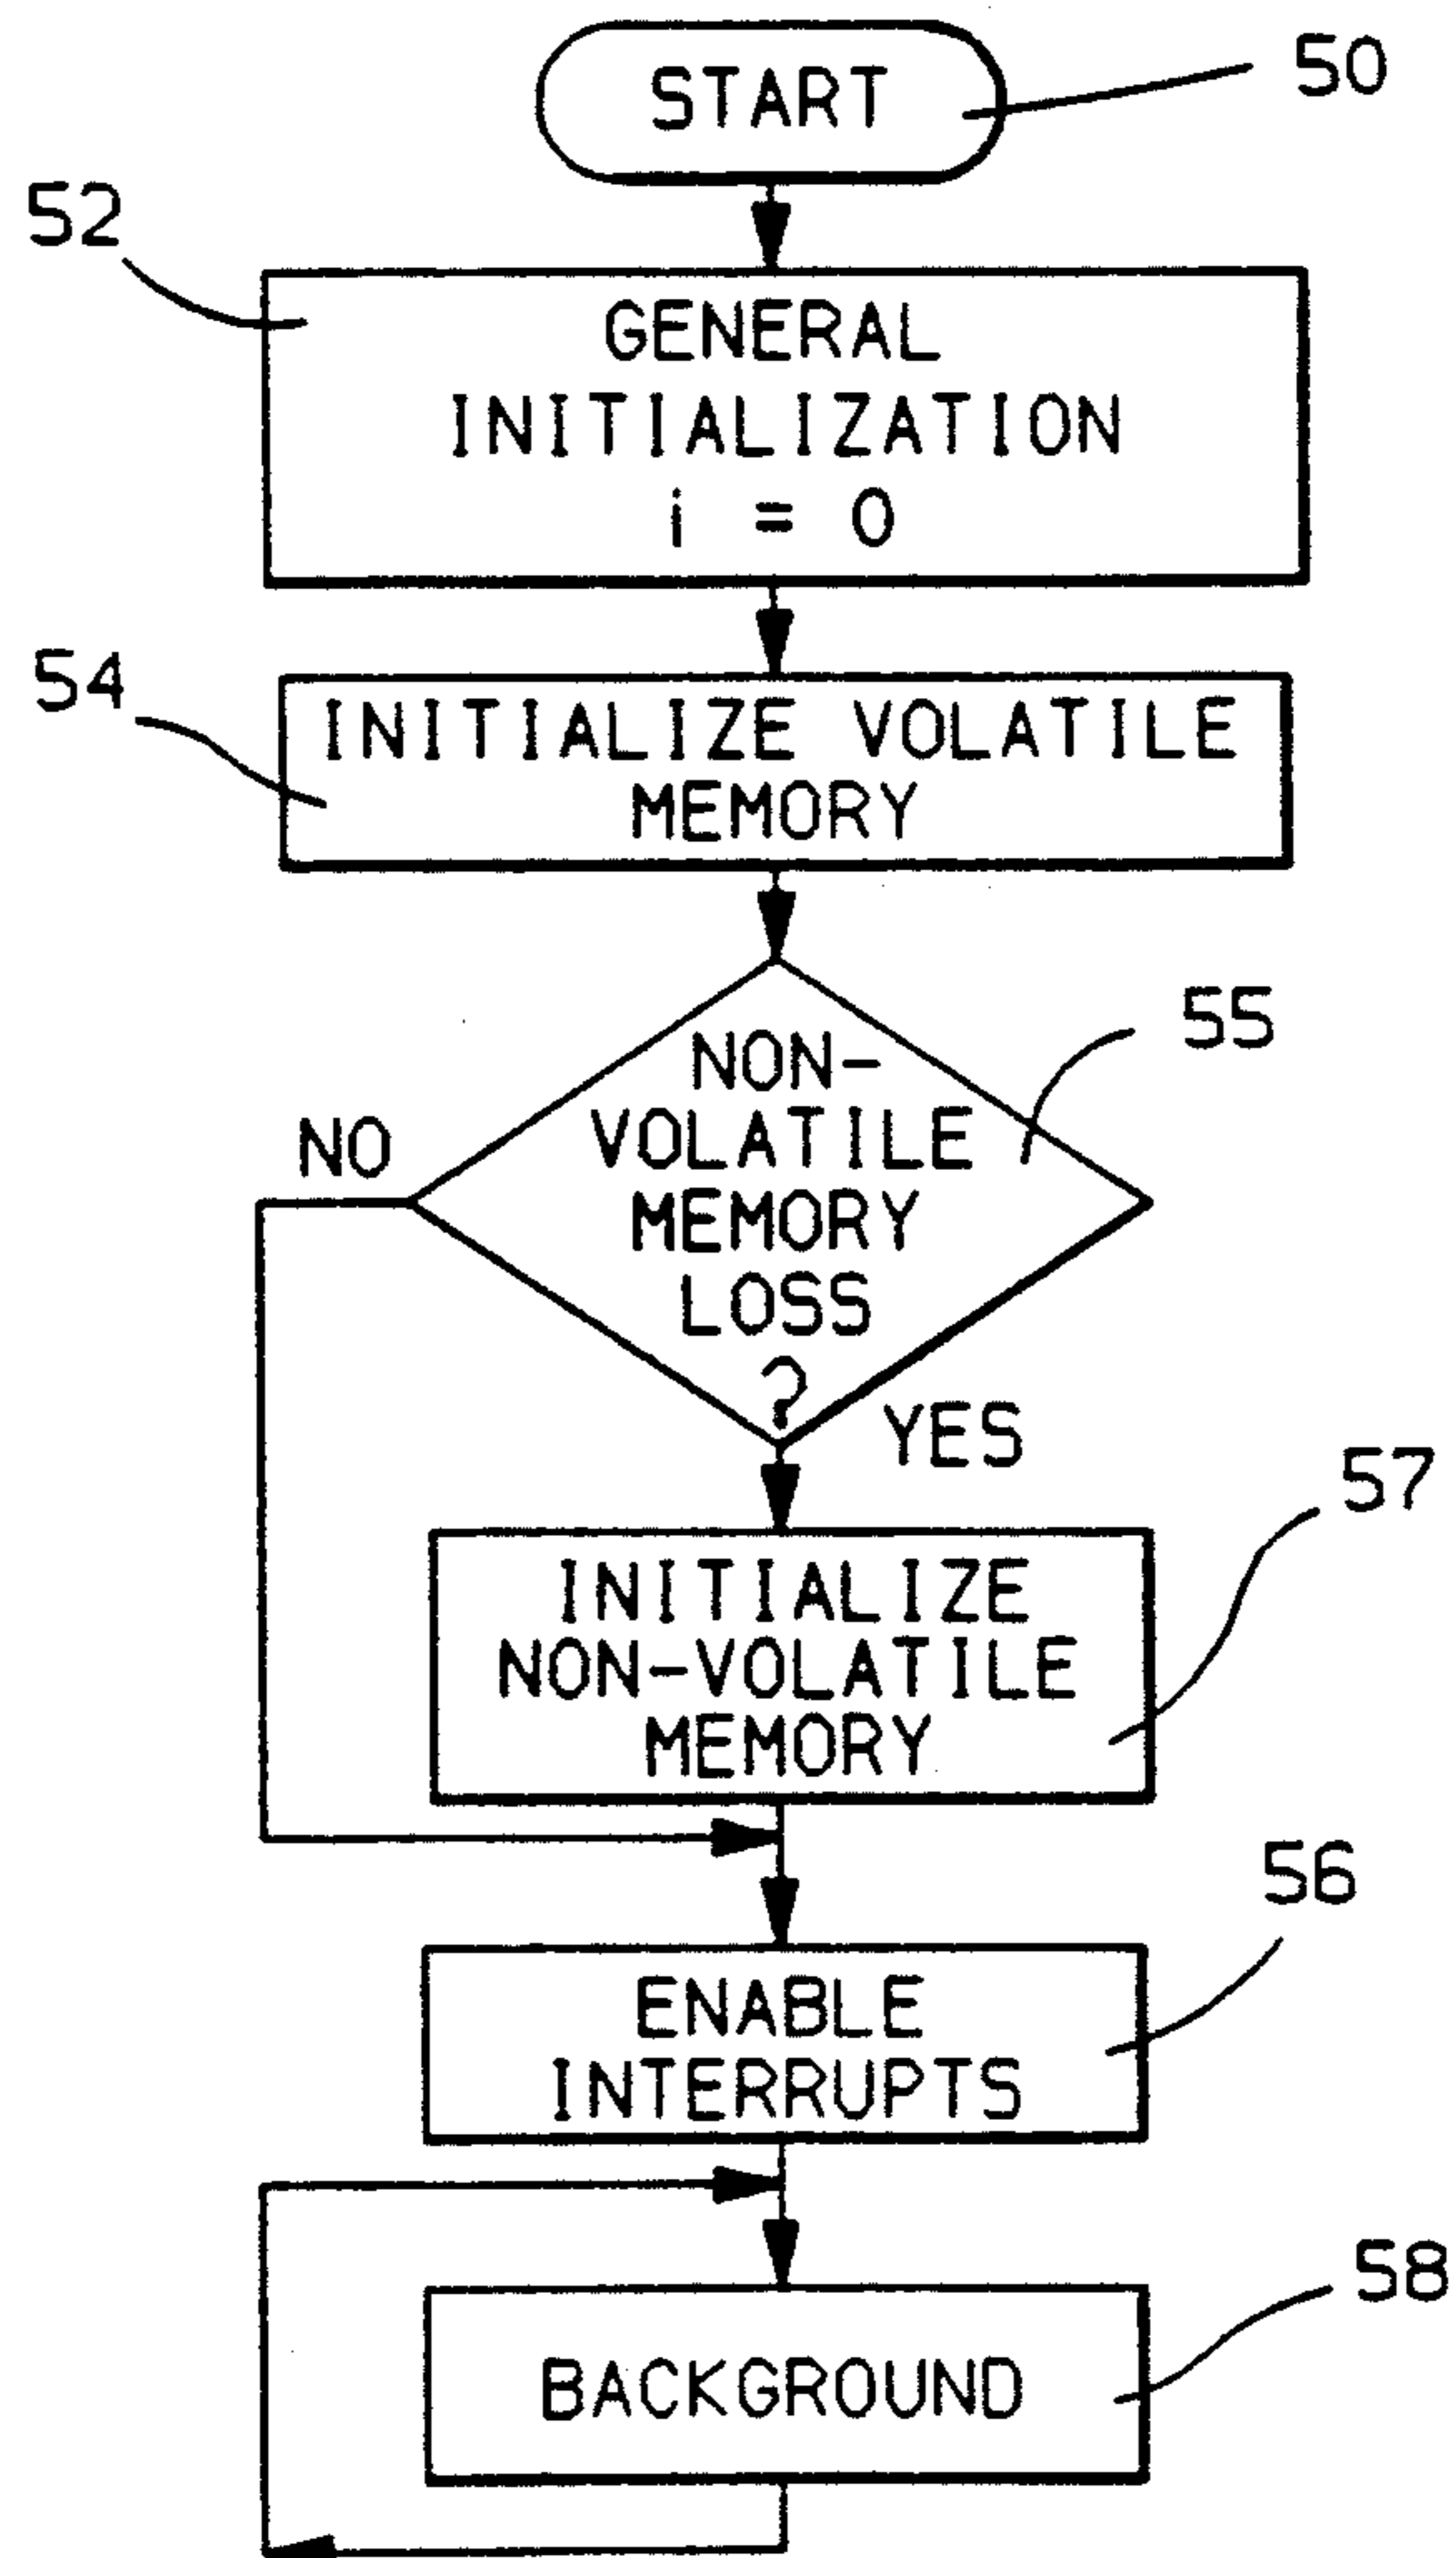 START
50
52
GENERAL
INITIALIZATION
i = 0
54
INITIALIZE VOLATILE
MEMORY
55
NON-
VOLATILE
MEMORY
LOSS
?
NO
YES
57
INITIALIZE
NON-VOLATILE
MEMORY
56
ENABLE
INTERRUPTS
58
BACKGROUND